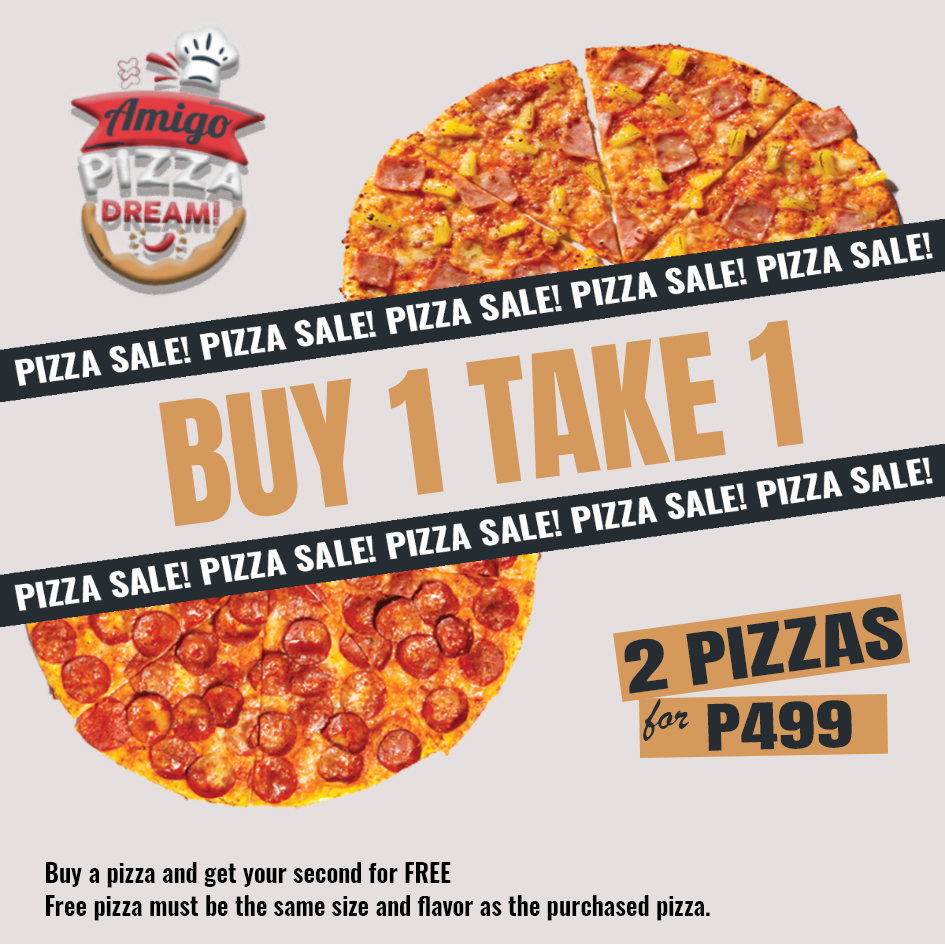 Amigo
PIZZA
DREAM!
PIZZA SALE! PIZZA SALE! PIZZA SALE! PIZZA SALE! PIZZA SALE!
BUY 1 TAKE 1
PIZZA SALE! PIZZA SALE! PIZZA SALE! PIZZA SALE! PIZZA SALE!
2 PIZZAS
for P499
Buy a pizza and get your second for FREE
Free pizza must be the same size and flavor as the purchased pizza.